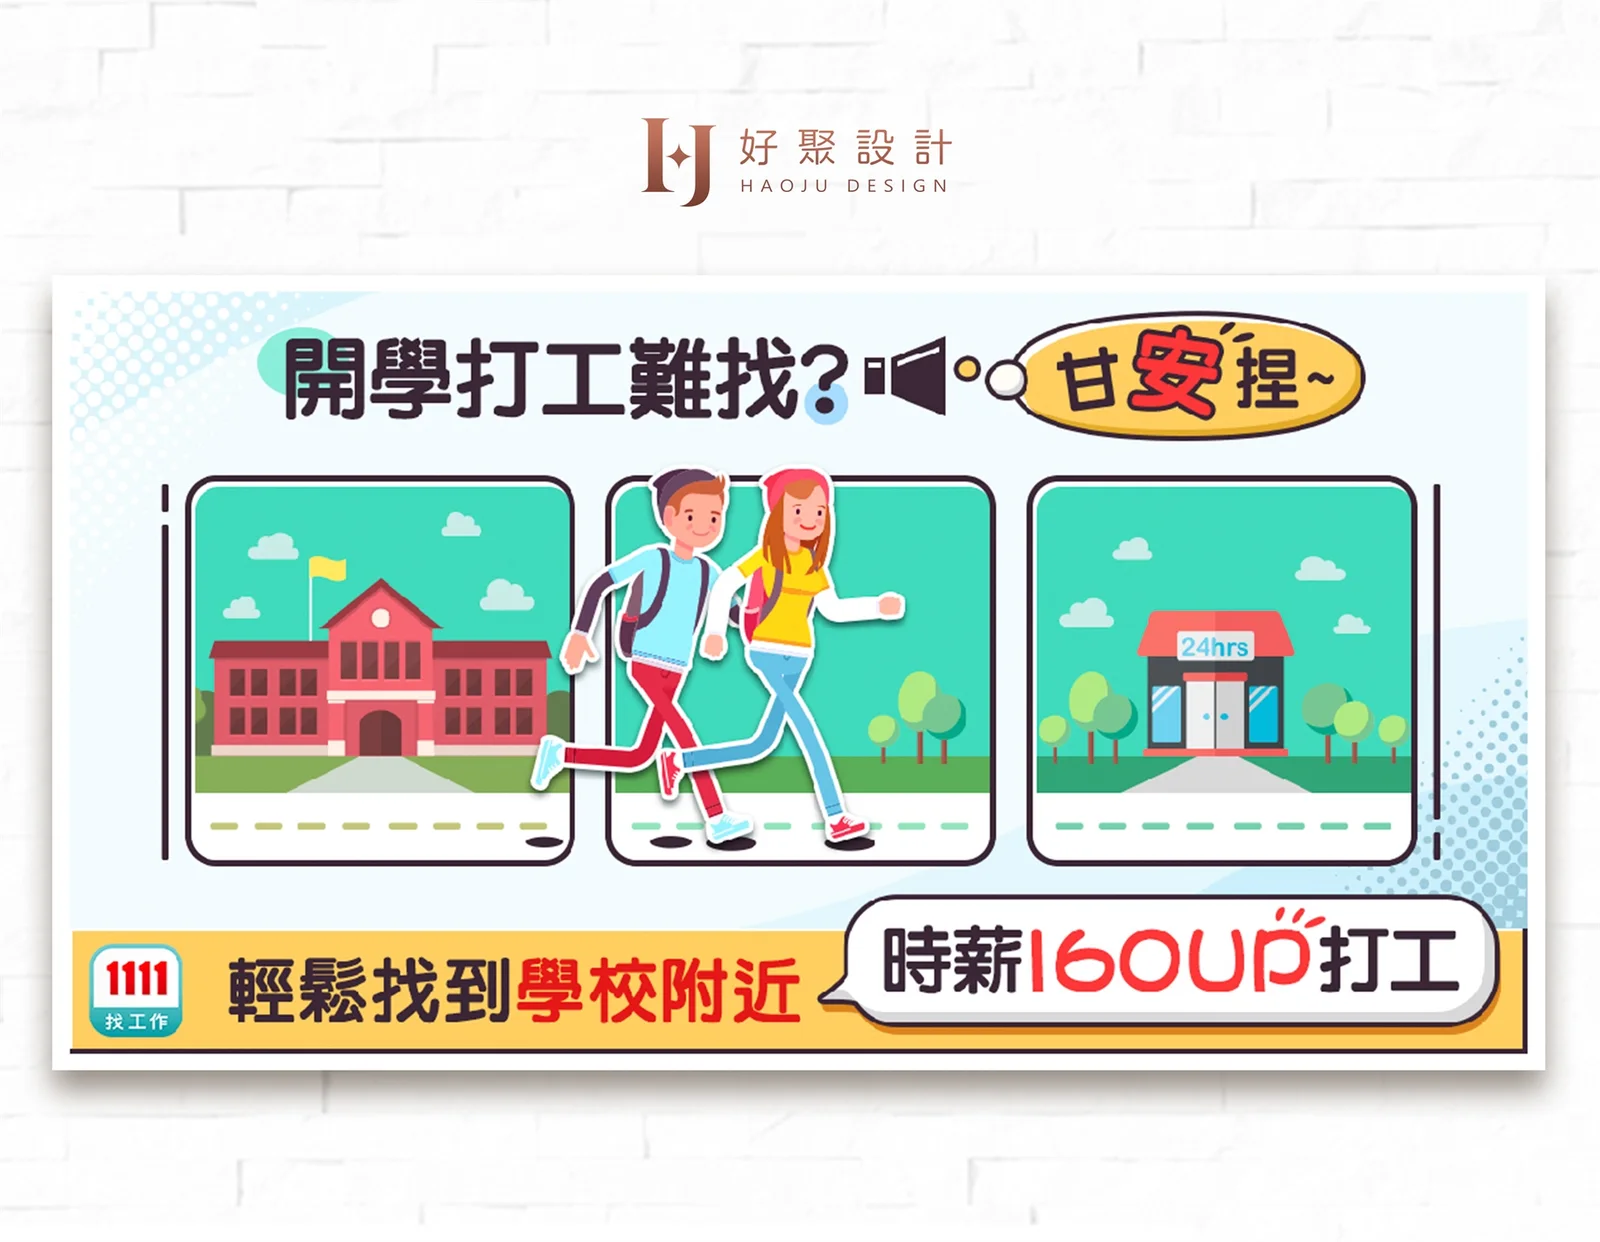 好聚設計
HAOJU DESIGN
開學打工難找?
甘安捏~
24hrs
1111
找工作
輕鬆找到學校附近
時薪160UP打工